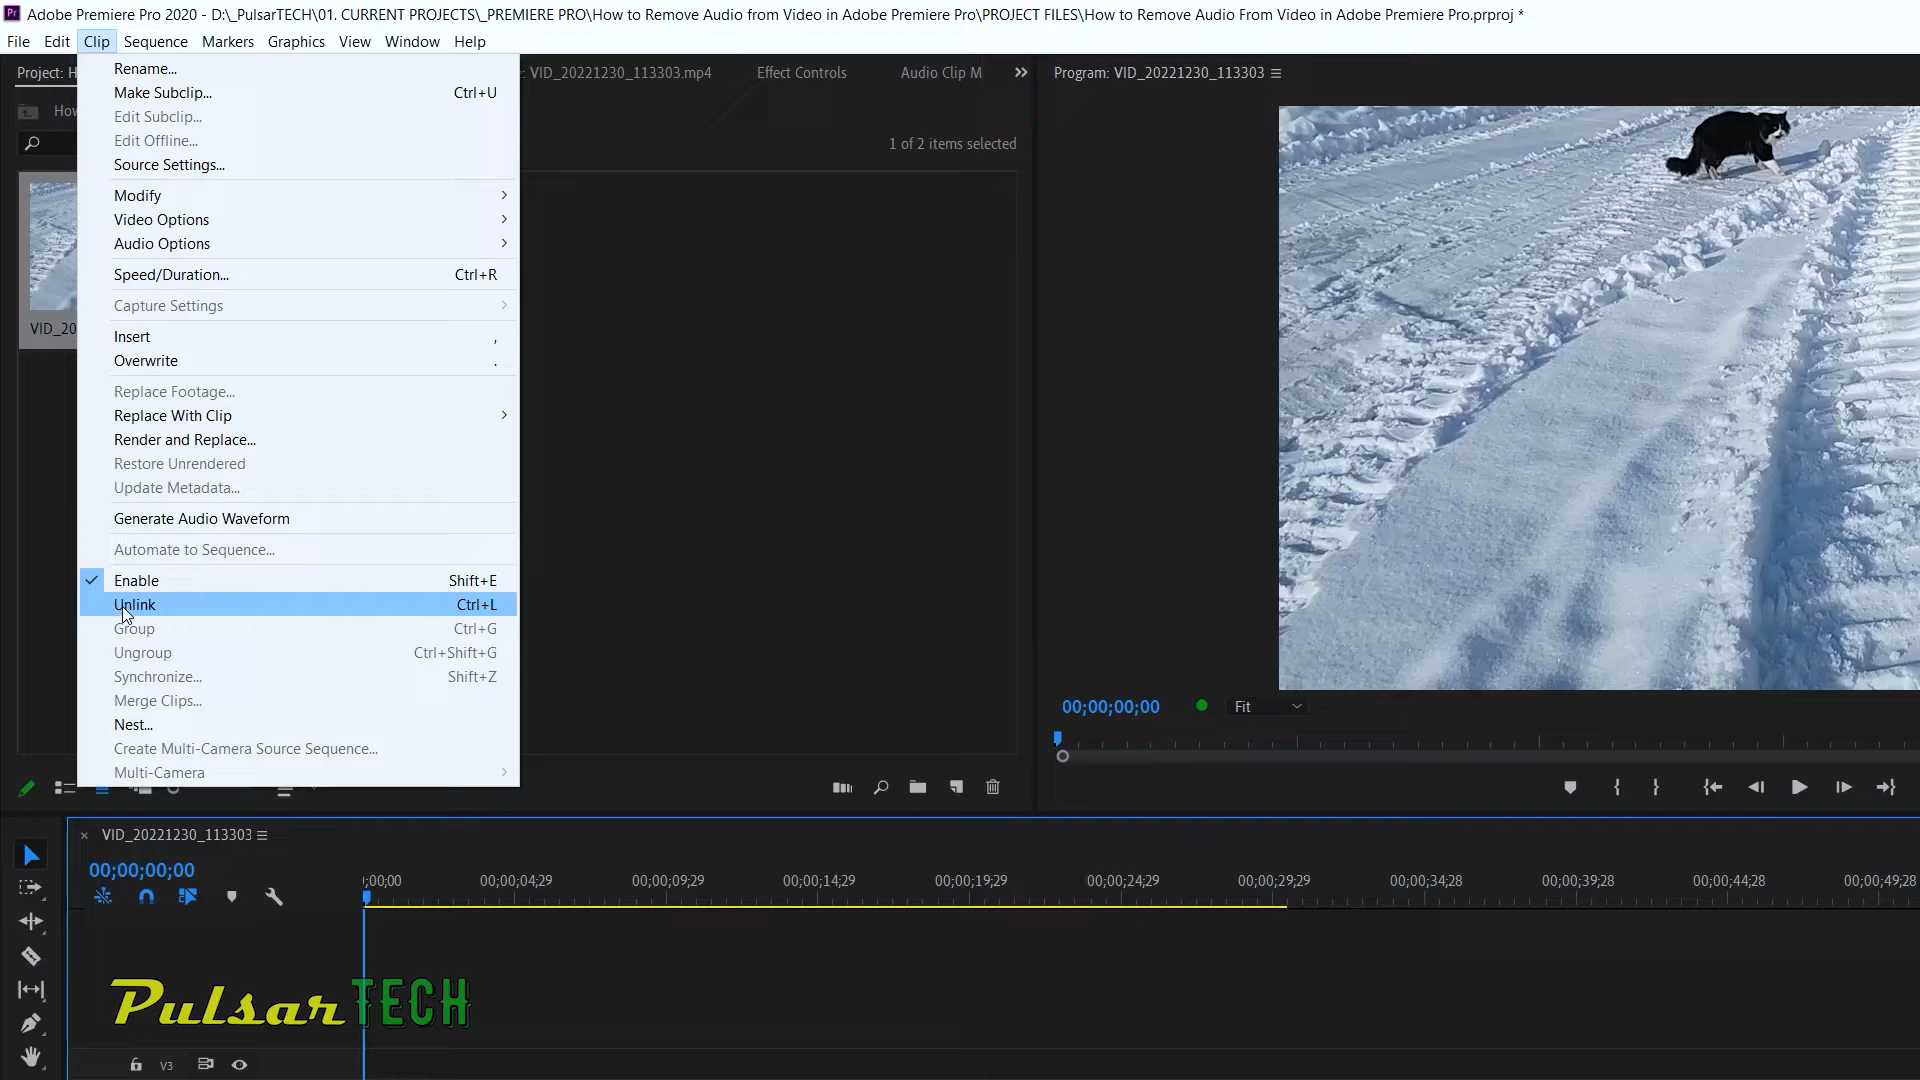 Adobe Premiere Pro 2020 - D:\_PulsarTECH\01. CURRENT PROJECTS\_PREMIERE PRO\How to Remove Audio from Video in Adobe Premiere Pro\PROJECT FILES\How to Remove Audio From Video in Adobe Premiere Pro.prproj *
File Edit Clip Sequence Markers Graphics View Window Help
Project: H
: VID_20221230_113303.mp4 Effect Controls Audio Clip M
Program: VID_20221230_113303
How
1 of 2 items selected
VID_20
Rename...
Make Subclip... Ctrl+U
Edit Subclip...
Edit Offline...
Source Settings...
Modify
Video Options
Audio Options
Speed/Duration... Ctrl+R
Capture Settings
Insert ,
Overwrite .
Replace Footage...
Replace With Clip
Render and Replace...
Restore Unrendered
Update Metadata...
Generate Audio Waveform
Automate to Sequence...
Enable Shift+E
Unlink Ctrl+L
Group Ctrl+G
Ungroup Ctrl+Shift+G
Synchronize... Shift+Z
Merge Clips...
Nest...
Create Multi-Camera Source Sequence...
Multi-Camera
00;00;00;00 Fit
VID_20221230_113303
00;00;00;00
;00;00 00;00;04;29 00;00;09;29 00;00;14;29 00;00;19;29 00;00;24;29 00;00;29;29 00;00;34;28 00;00;39;28 00;00;44;28 00;00;49;28
PulsarTECH
V3